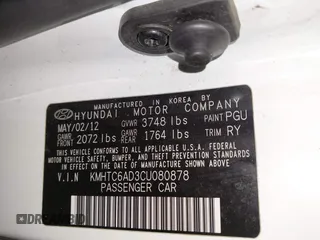 MANUFACTURED IN KOREA BY
HYUNDAI MOTOR COMPANY
MAY/02/12 GVWR 3748 lbs PAINT PGU
GAWR FRONT 2072 lbs GAWR REAR 1764 lbs TRIM RY
THIS VEHICLE CONFORMS TO ALL APPLICABLE U.S.A. FEDERAL
MOTOR VEHICLE SAFETY, BUMPER, AND THEFT PREVENTION STANDARDS
IN EFFECT ON THE DATE OF MANUFACTURE SHOWN ABOVE
V.I.N KMHTC6AD3CU080878
PASSENGER CAR
DREAMBID